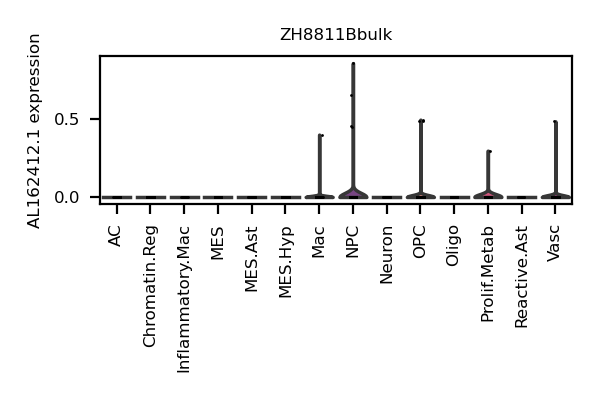 ZH8811Bbulk
AL162412.1 expression
0.5
0.0
AC
Chromatin.Reg
Inflammatory.Mac
MES
MES.Ast
MES.Hyp
Mac
NPC
Neuron
OPC
Oligo
Prolif.Metab
Reactive.Ast
Vasc